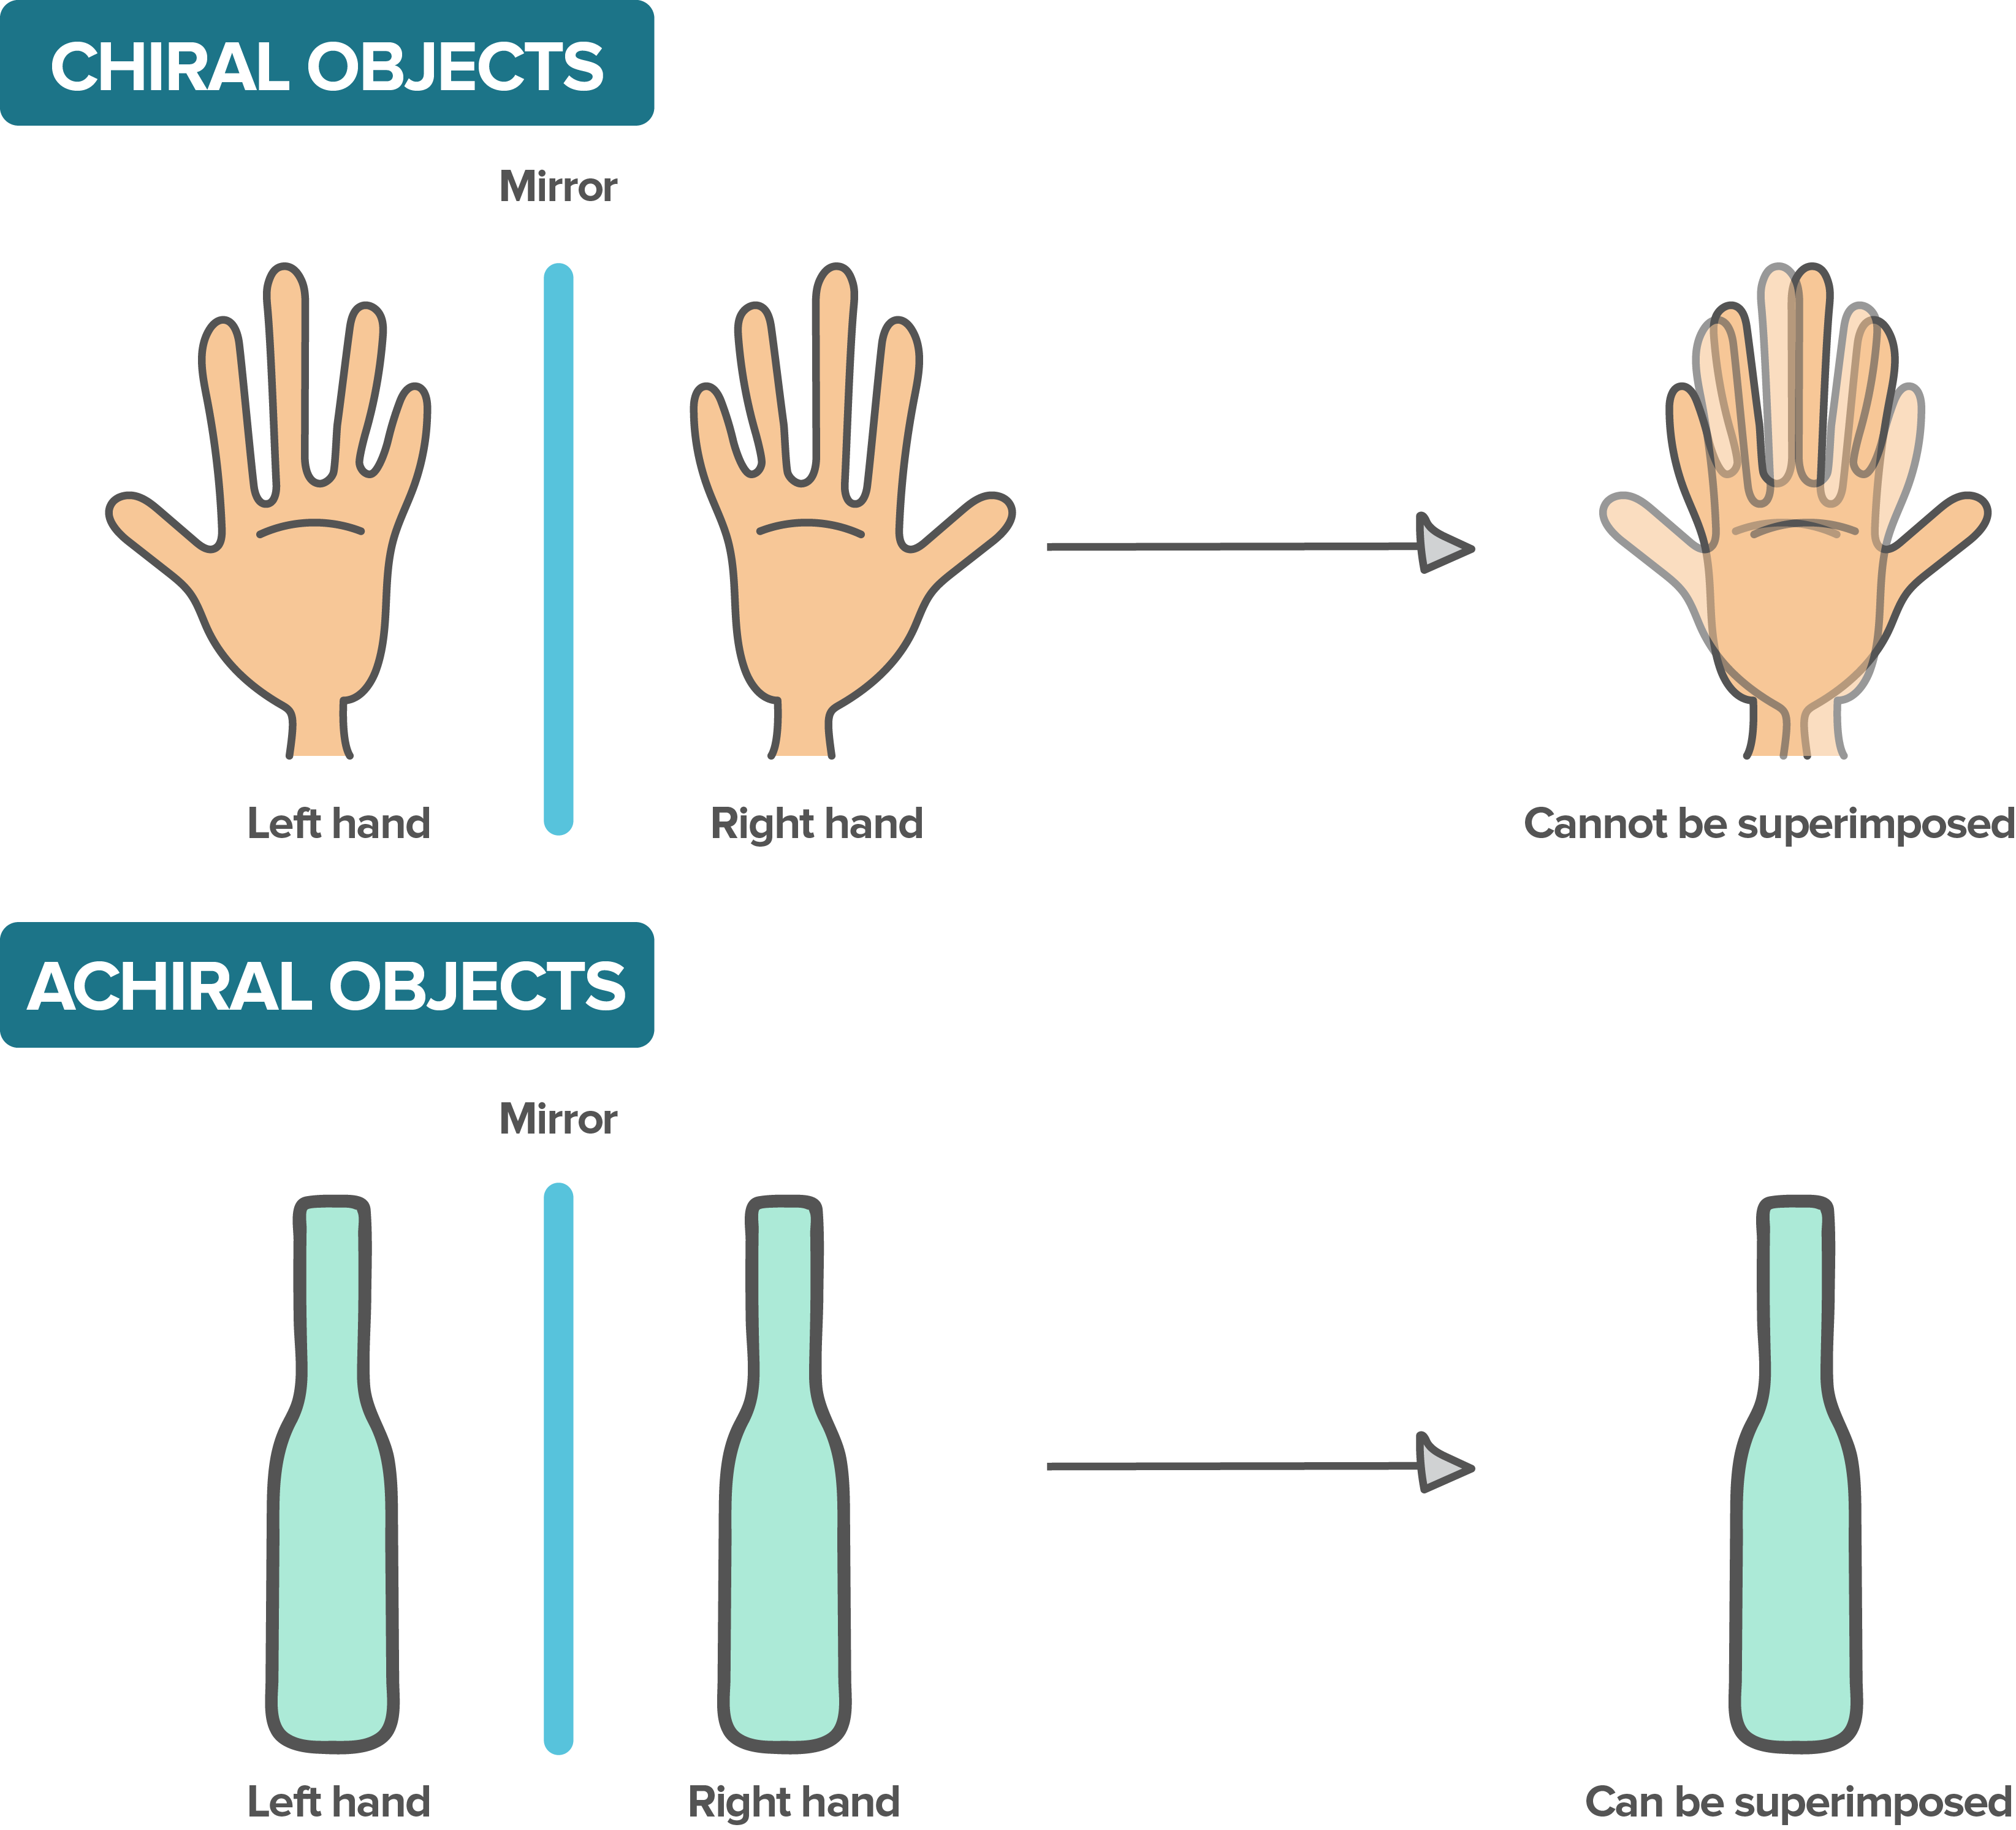 CHIRAL OBJECTS
Mirror
Left hand
Right hand
Cannot be superimposed
ACHIRAL OBJECTS
Mirror
Left hand
Right hand
Can be superimposed